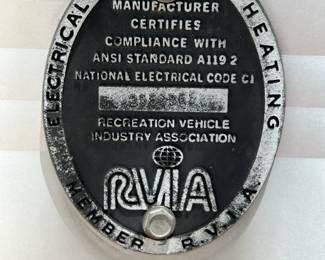 ELECTRICAL
HEATING
MANUFACTURER
CERTIFIES
COMPLIANCE WITH
ANSI STANDARD A119 2
NATIONAL ELECTRICAL CODE C1
RECREATION VEHICLE
INDUSTRY ASSOCIATION
RVIA
MEMBER R.V.I.A.